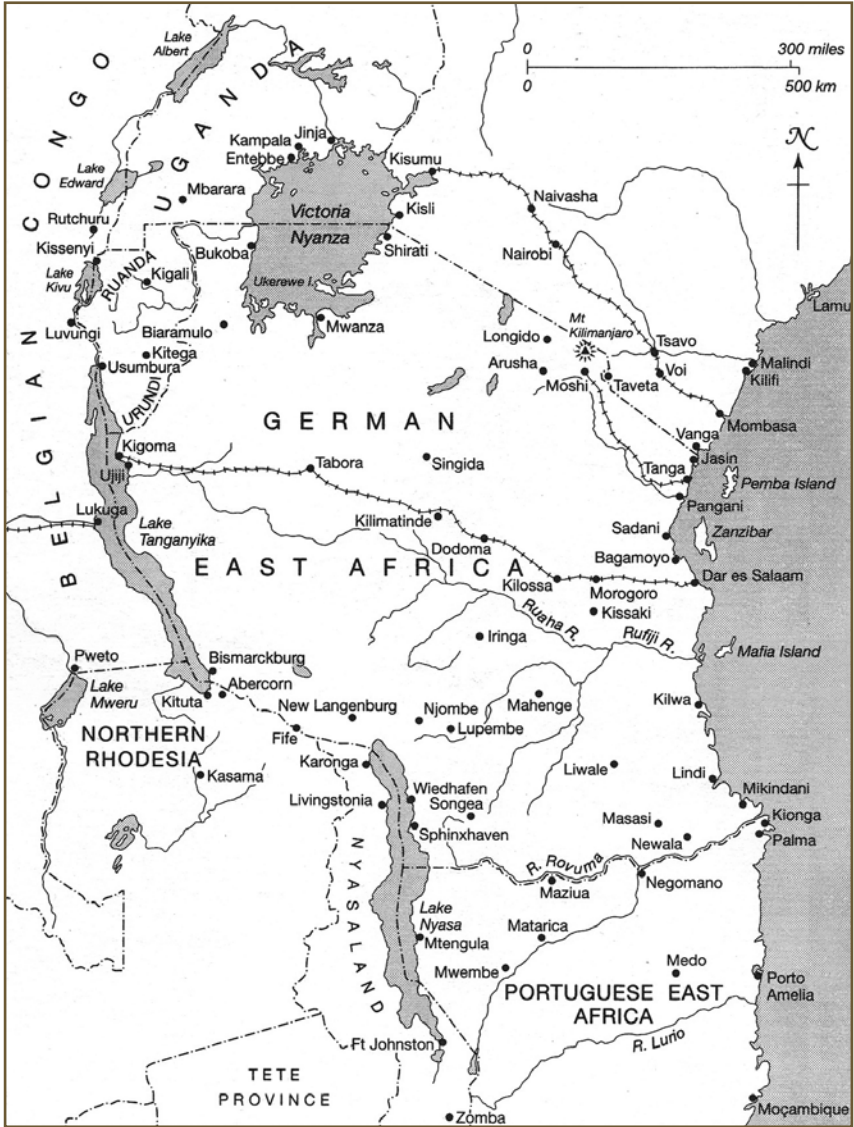 Lake
Albert
0
300 miles
0
500 km
N
UGANDA
BELGIAN CONGO
Kampala
Jinja
Entebbe
Kisumu
Lake
Edward
Mbarara
Naivasha
Kisli
Rutchuru
Victoria
Nyanza
Kissenyi
Bukoba
Shirati
Nairobi
Lake
Kivu
RUANDA
Kigali
Ukerewe I.
Mt
Kilimanjaro
Lamu
Luvungi
Biaramulo
Mwanza
Longido
Tsavo
Kitega
Arusha
Malindi
Usumbura
Moshi
Taveta
Voi
Kilifi
URUNDI
GERMAN
Mombasa
Vanga
Kigoma
Jasin
Ujiji
Tabora
Singida
Tanga
Pemba Island
Pangani
Lukuga
Lake
Tanganyika
Kilimatinde
Sadani
Zanzibar
Dodoma
Bagamoyo
EAST AFRICA
Kilossa
Morogoro
Dar es Salaam
Kissaki
Ruaha R.
Rufiji R.
Iringa
Pweto
Bismarckburg
Mafia Island
Lake
Mweru
Kituta
Abercorn
Mahenge
New Langenburg
Njombe
Kilwa
NORTHERN
RHODESIA
Fife
Lupembe
Karonga
Kasama
Liwale
Lindi
Livingstonia
Wiedhafen
Songea
Mikindani
Sphinxhaven
Masasi
Kionga
Newala
Palma
NYASALAND
R. Rovuma
Maziua
Negomano
Lake
Nyasa
Mtengula
Matarica
Mwembe
Medo
Porto
Amelia
PORTUGUESE EAST
AFRICA
R. Lurio
Ft Johnston
TETE
PROVINCE
Zomba
Moçambique